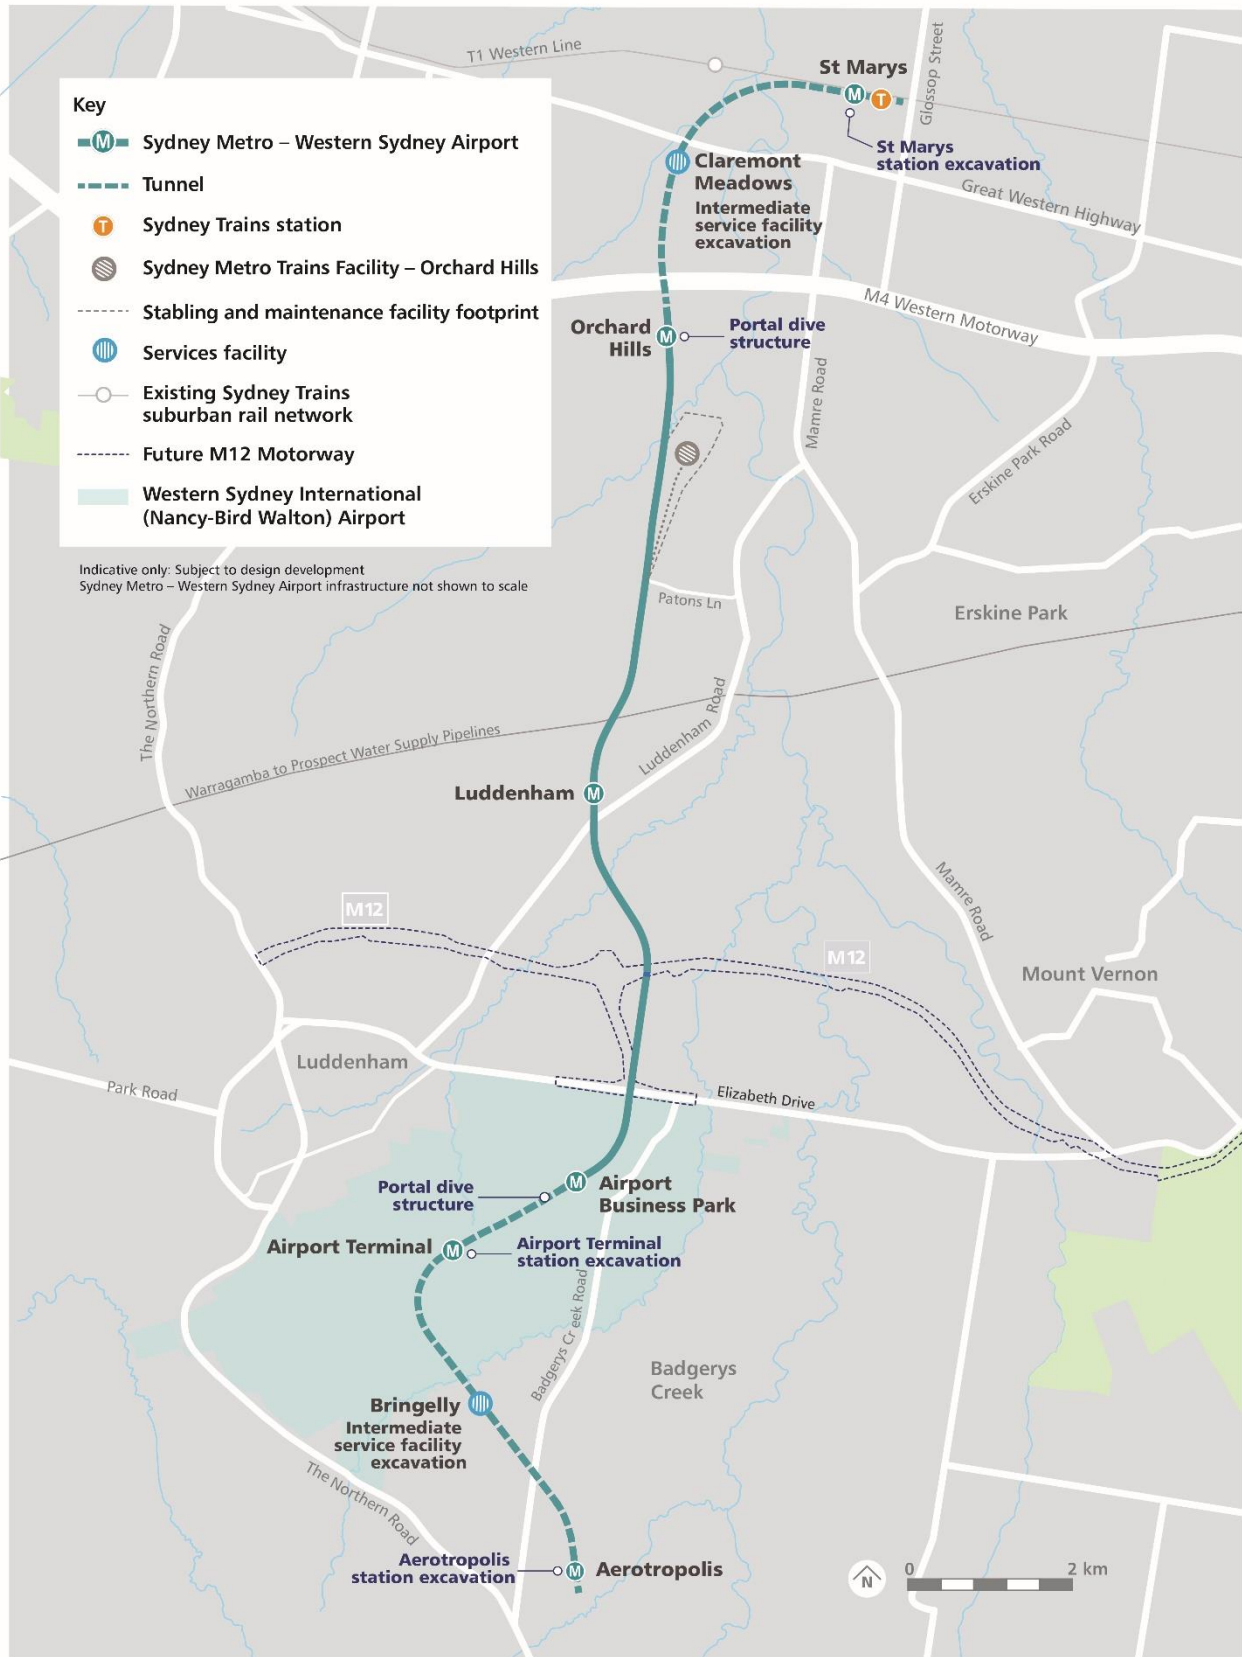 T1 Western Line
St Marys
Glossop Street
M
T
St Marys
station excavation
Key
M
Sydney Metro – Western Sydney Airport
Tunnel
T
Sydney Trains station
Sydney Metro Trains Facility – Orchard Hills
Stabling and maintenance facility footprint
Services facility
Existing Sydney Trains
suburban rail network
Future M12 Motorway
Western Sydney International
(Nancy-Bird Walton) Airport
Indicative only: Subject to design development
Sydney Metro – Western Sydney Airport infrastructure not shown to scale
Claremont
Meadows
Intermediate
service facility
excavation
Great Western Highway
M4 Western Motorway
Orchard
Hills
M
Portal dive
structure
Mamre Road
Erskine Park Road
Patons Ln
Erskine Park
The Northern Road
Luddenham Road
Warragamba to Prospect Water Supply Pipelines
Luddenham
M
Mamre Road
M12
M12
Mount Vernon
Luddenham
Park Road
Elizabeth Drive
Portal dive
structure
M
Airport
Business Park
Airport Terminal
M
Airport Terminal
station excavation
Badgerys Cr eek Road
Badgerys
Creek
Bringelly
Intermediate
service facility
excavation
The Northern Road
Aerotropolis
station excavation
M
Aerotropolis
N
0
2 km